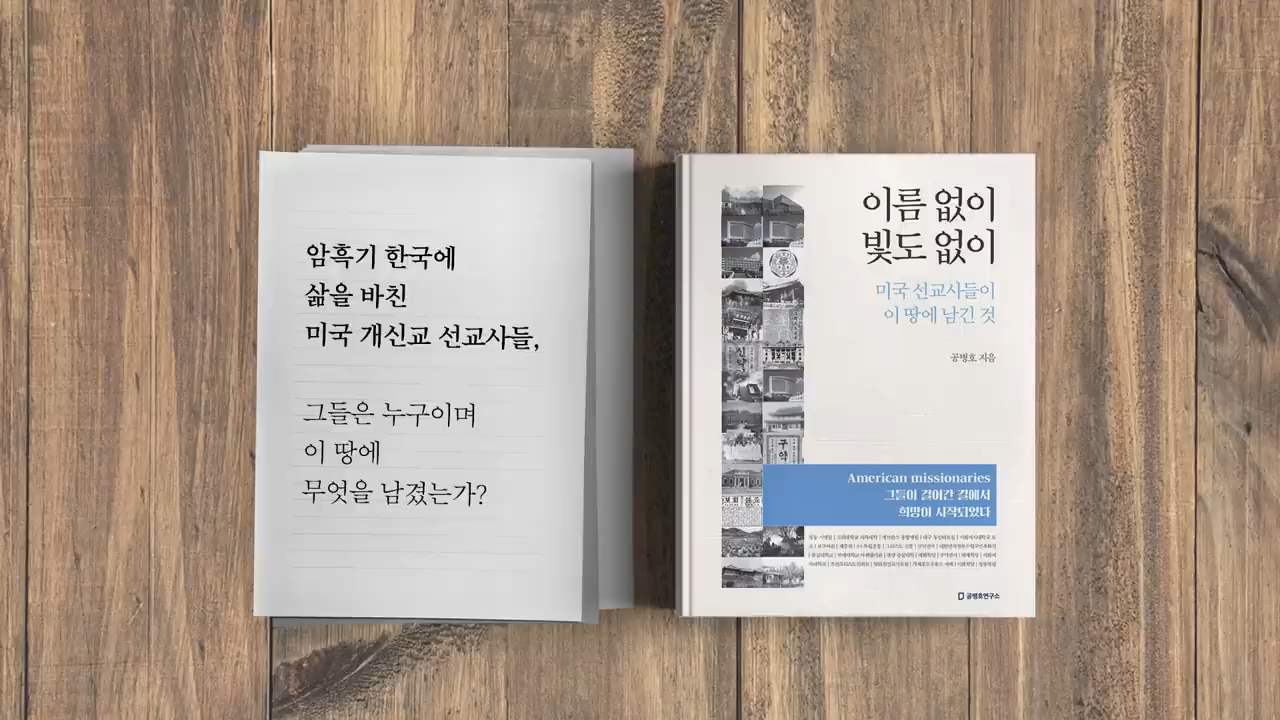 암흑기 한국에
삶을 바친
미국 개신교 선교사들,
그들은 누구이며
이 땅에
무엇을 남겼는가?
이름 없이
빛도 없이
미국 선교사들이
이 땅에 남긴 것
공병호 지음
신약
구약
American missionaries
그들이 걸어간 길에서
희망이 시작되었다
공병호연구소